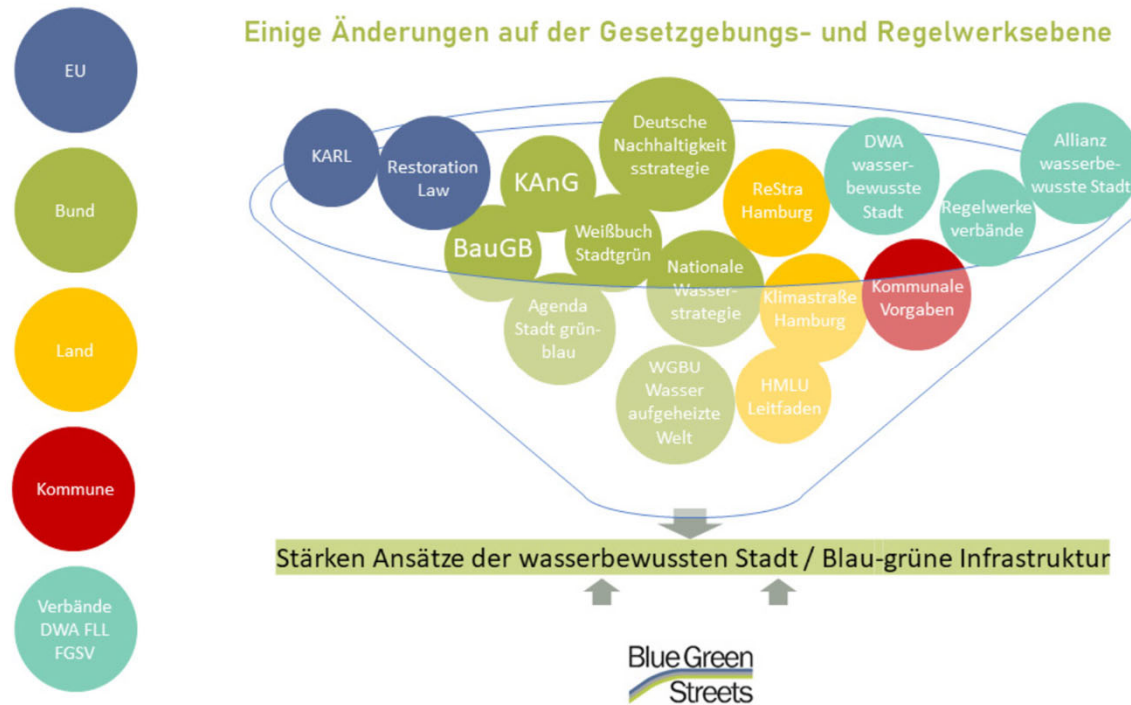 Einige Änderungen auf der Gesetzgebungs- und Regelwerksebene
EU
Bund
Land
Kommune
Verbände
DWA FLL
FGSV
KARL
Restoration
Law
KAnG
BauGB
Deutsche
Nachhaltigkeit
sstrategie
Weißbuch
Stadtgrün
Agenda
Stadt grün-
blau
Nationale
Wasser-
strategie
WGBU
Wasser
aufgeheizte
Welt
ReStra
Hamburg
Klimastraße
Hamburg
HMLU
Leitfaden
DWA
wasser-
bewusste
Stadt
Kommunale
Vorgaben
Regelwerke
verbände
Allianz
wasserbe-
wusste Stadt
Stärken Ansätze der wasserbewussten Stadt / Blau-grüne Infrastruktur
Blue Green
Streets